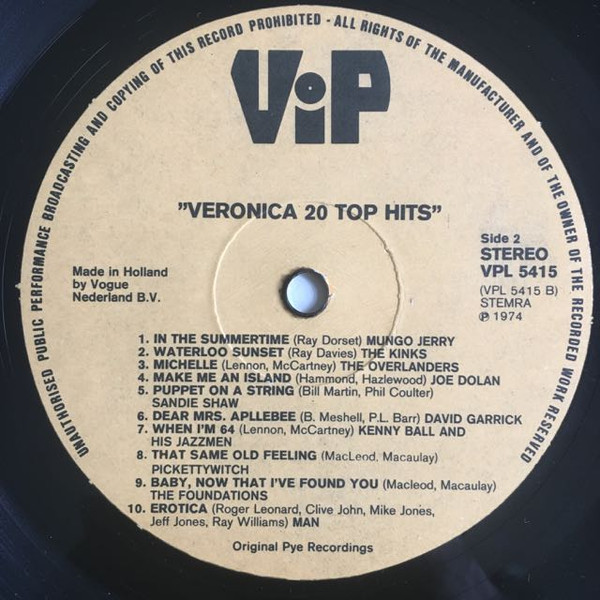 UNAUTHORISED PUBLIC PERFORMANCE BROADCASTING AND COPYING OF THIS RECORD PROHIBITED - ALL RIGHTS OF THE MANUFACTURER AND OF THE OWNER OF THE RECORDED WORK RESERVED
ViP
"VERONICA 20 TOP HITS"
Side 2
STEREO
VPL 5415
(VPL 5415 B)
STEMRA
℗ 1974
Made in Holland
by Vogue
Nederland B.V.
1. IN THE SUMMERTIME (Ray Dorset) MUNGO JERRY
2. WATERLOO SUNSET (Ray Davies) THE KINKS
3. MICHELLE (Lennon, McCartney) THE OVERLANDERS
4. MAKE ME AN ISLAND (Hammond, Hazlewood) JOE DOLAN
5. PUPPET ON A STRING (Bill Martin, Phil Coulter)
SANDIE SHAW
6. DEAR MRS. APLLEBEE (B. Meshell, P.L. Barr) DAVID GARRICK
7. WHEN I'M 64 (Lennon, McCartney) KENNY BALL AND
HIS JAZZMEN
8. THAT SAME OLD FEELING (MacLeod, Macaulay)
PICKETTYWITCH
9. BABY, NOW THAT I'VE FOUND YOU (Macleod, Macaulay)
THE FOUNDATIONS
10. EROTICA (Roger Leonard, Clive John, Mike Jones,
Jeff Jones, Ray Williams) MAN
Original Pye Recordings